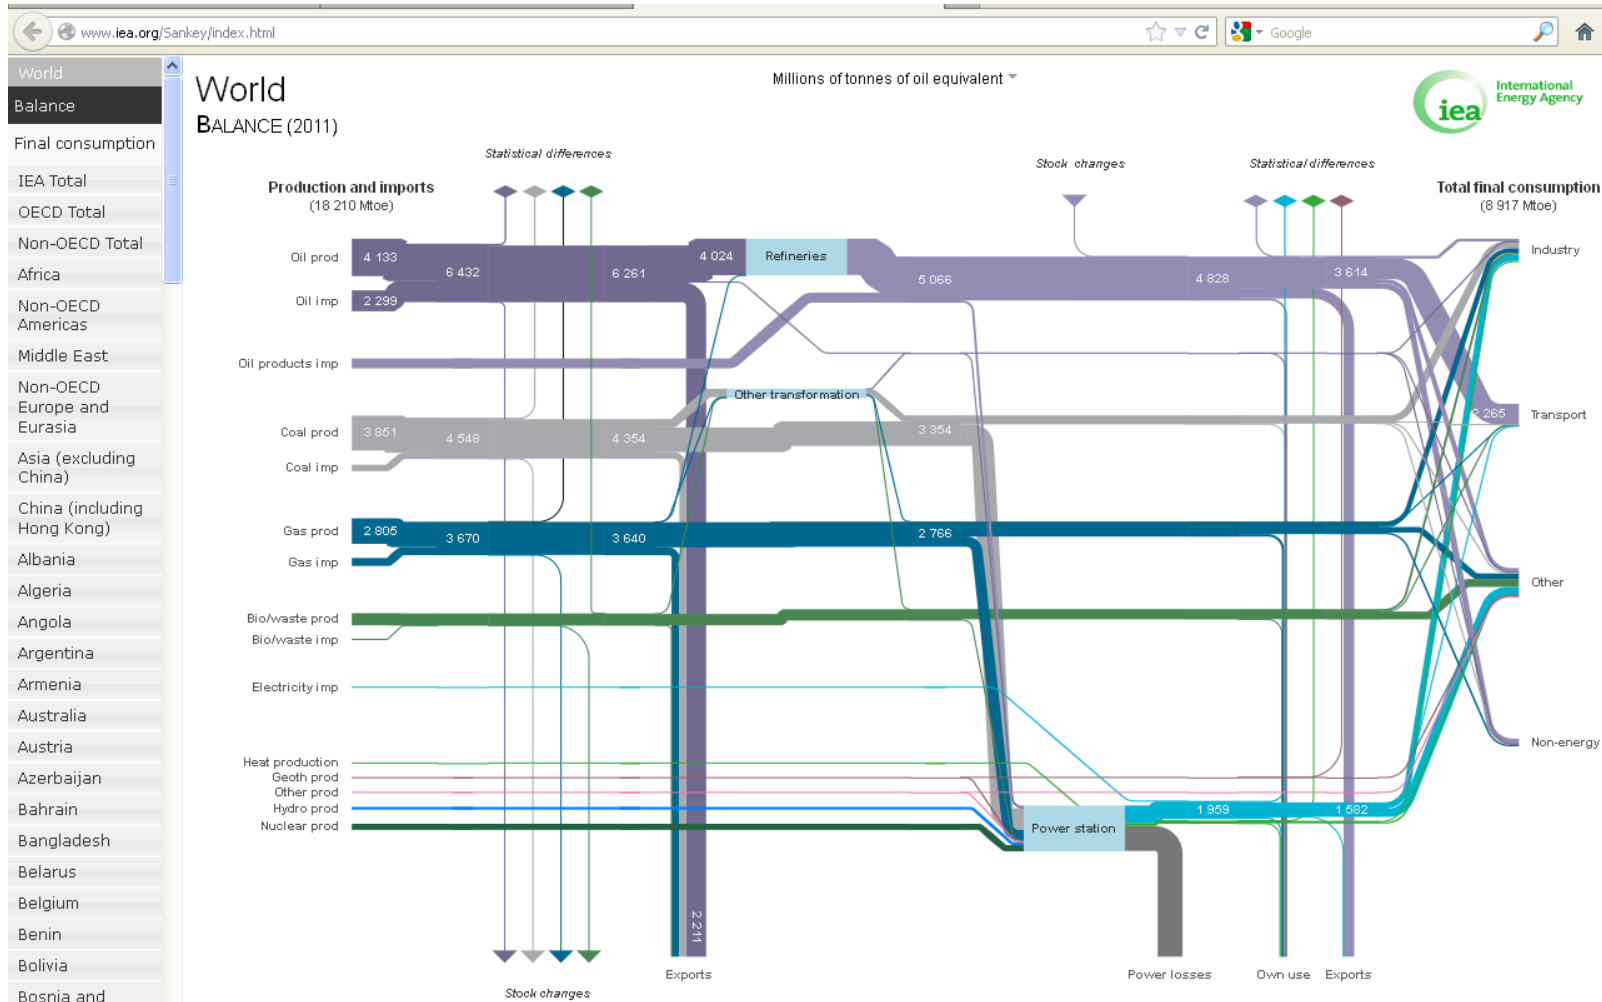 www.iea.org/Sankey/index.html
Google
World
Balance
Final consumption
IEA Total
OECD Total
Non-OECD Total
Africa
Non-OECD
Americas
Middle East
Non-OECD
Europe and
Eurasia
Asia (excluding
China)
China (including
Hong Kong)
Albania
Algeria
Angola
Argentina
Armenia
Australia
Austria
Azerbaijan
Bahrain
Bangladesh
Belarus
Belgium
Benin
Bolivia
Bosnia and
World
BALANCE (2011)
Millions of tonnes of oil equivalent
iea
International
Energy Agency
Statistical differences
Stock changes
Statistical differences
Production and imports
(18 210 Mtoe)
Total final consumption
(8 917 Mtoe)
Oil prod
4 133
6 432
6 261
4 024
Refineries
5 066
4 828
3 614
Industry
Oil imp
2 299
Oil products imp
Other transformation
2 265
Transport
Coal prod
3 851
4 548
4 354
3 354
Coal imp
Gas prod
2 805
3 670
3 640
2 766
Gas imp
Other
Bio/waste prod
Bio/waste imp
Electricity imp
Non-energy
Heat production
Geoth prod
Other prod
Hydro prod
Nuclear prod
Power station
1 959
1 582
2 211
Exports
Power losses
Own use
Exports
Stock changes